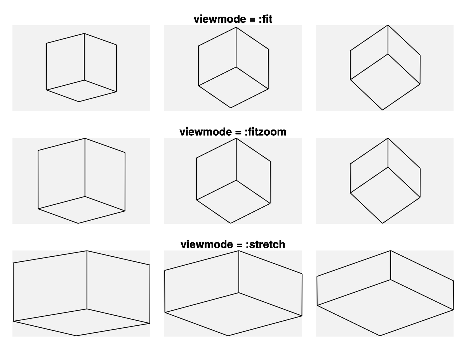 viewmode = :fit
viewmode = :fitzoom
viewmode = :stretch